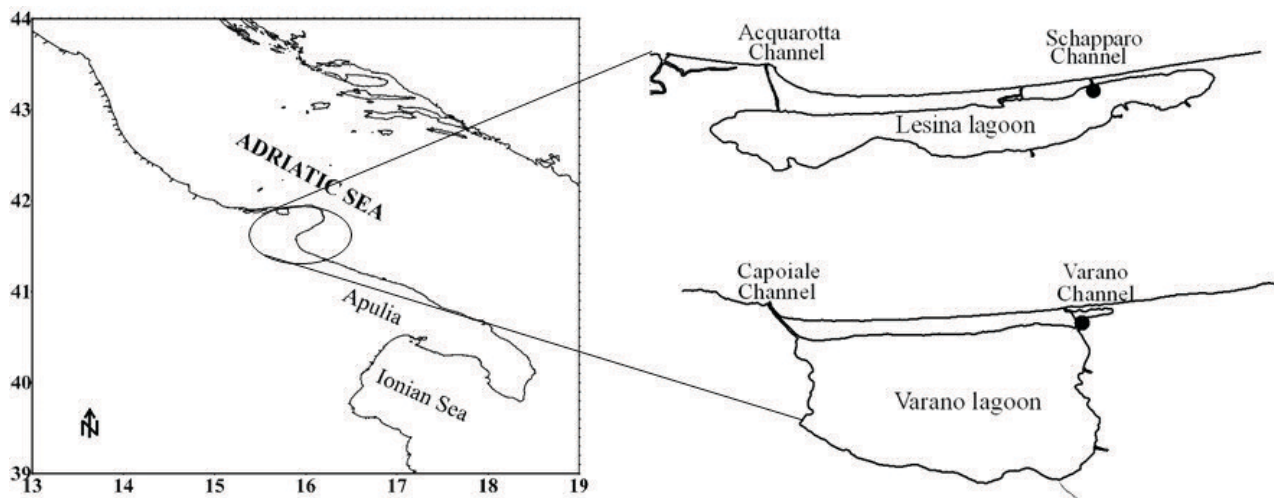 44
43
42
41
40
39
13
14
15
16
17
18
19
ADRIATIC SEA
Apulia
Ionian Sea
N
Acquarotta
Channel
Schapparo
Channel
Lesina lagoon
Capoiale
Channel
Varano
Channel
Varano lagoon